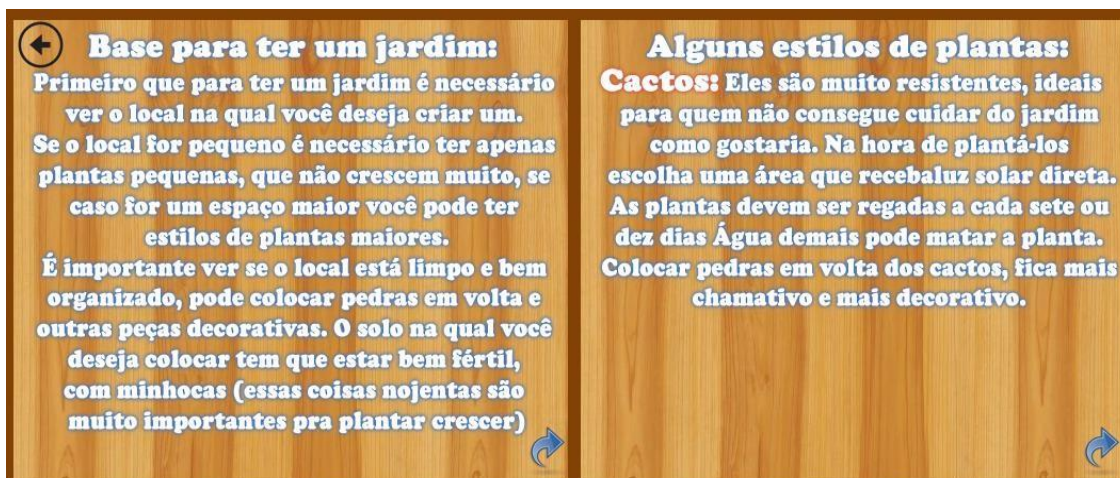 Base para ter um jardim:
Primeiro que para ter um jardim é necessário
ver o local na qual você deseja criar um.
Se o local for pequeno é necessário ter apenas
plantas pequenas, que não crescem muito, se
caso for um espaço maior você pode ter
estilos de plantas maiores.
É importante ver se o local está limpo e bem
organizado, pode colocar pedras em volta e
outras peças decorativas. O solo na qual você
deseja colocar tem que estar bem fértil,
com minhocas (essas coisas nojentas são
muito importantes pra plantar crescer)
Alguns estilos de plantas:
Cactos: Eles são muito resistentes, ideais
para quem não consegue cuidar do jardim
como gostaria. Na hora de plantá-los
escolha uma área que recebaluz solar direta.
As plantas devem ser regadas a cada sete ou
dez dias Água demais pode matar a planta.
Colocar pedras em volta dos cactos, fica mais
chamativo e mais decorativo.